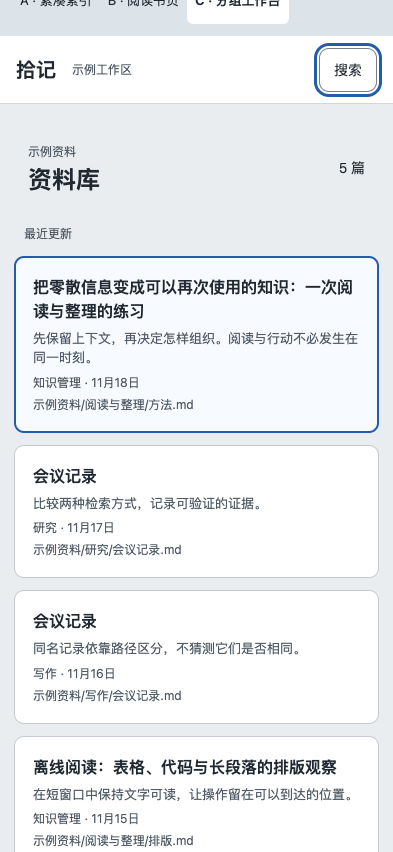 A · 紧凑索引 B · 阅读书页 C · 分组工作台
拾记 示例工作区 搜索
示例资料
资料库
5 篇
最近更新
把零散信息变成可以再次使用的知识：一次阅
读与整理的练习
先保留上下文，再决定怎样组织。阅读与行动不必发生在
同一时刻。
知识管理 · 11月18日
示例资料/阅读与整理/方法.md
会议记录
比较两种检索方式，记录可验证的证据。
研究 · 11月17日
示例资料/研究/会议记录.md
会议记录
同名记录依靠路径区分，不猜测它们是否相同。
写作 · 11月16日
示例资料/写作/会议记录.md
离线阅读：表格、代码与长段落的排版观察
在短窗口中保持文字可读，让操作留在可以到达的位置。
知识管理 · 11月15日
示例资料/阅读与整理/排版.md